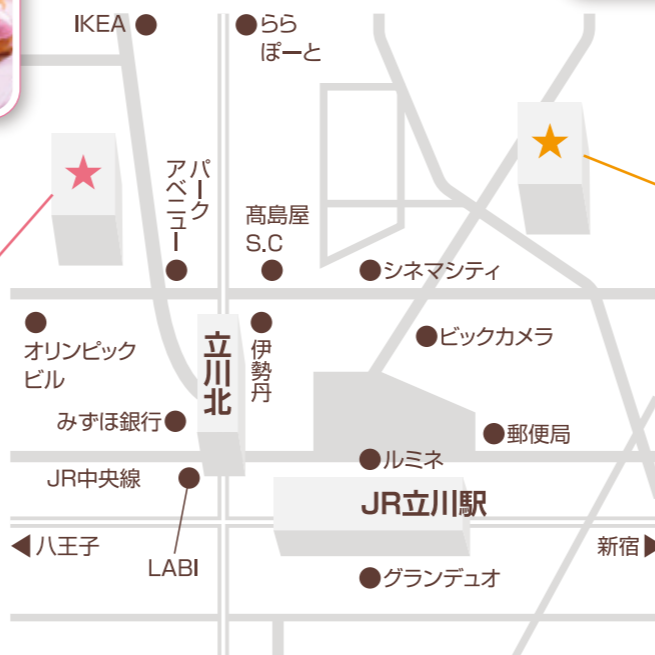 IKEA
らら
ぽーと
パーク
アベニュー
髙島屋
S.C
シネマシティ
オリンピック
ビル
立川北
伊勢丹
ビックカメラ
みずほ銀行
郵便局
ルミネ
JR中央線
JR立川駅
八王子
新宿
LABI
グランデュオ